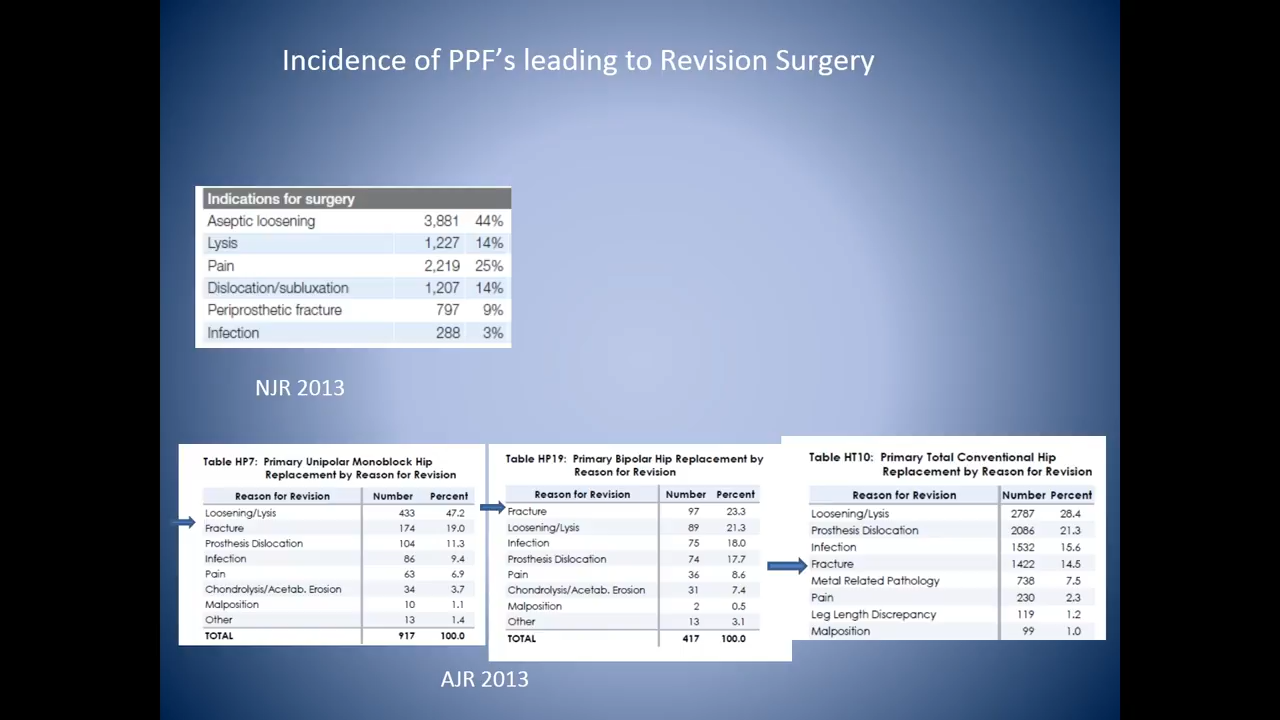 Incidence of PPF's leading to Revision Surgery
Indications for surgery
Aseptic loosening 3,881 44%
Lysis 1,227 14%
Pain 2,219 25%
Dislocation/subluxation 1,207 14%
Periprosthetic fracture 797 9%
Infection 288 3%
NJR 2013
Table HP7: Primary Unipolar Monoblock Hip
Replacement by Reason for Revision
Reason for Revision Number Percent
Loosening/Lysis 433 47.2
Fracture 174 19.0
Prosthesis Dislocation 104 11.3
Infection 86 9.4
Pain 63 6.9
Chondrolysis/Acetab. Erosion 34 3.7
Malposition 10 1.1
Other 13 1.4
TOTAL 917 100.0
Table HP19: Primary Bipolar Hip Replacement by
Reason for Revision
Reason for Revision Number Percent
Fracture 97 23.3
Loosening/Lysis 89 21.3
Infection 75 18.0
Prosthesis Dislocation 74 17.7
Pain 36 8.6
Chondrolysis/Acetab. Erosion 31 7.4
Malposition 2 0.5
Other 13 3.1
TOTAL 417 100.0
Table HT10: Primary Total Conventional Hip
Replacement by Reason for Revision
Reason for Revision Number Percent
Loosening/Lysis 2787 28.4
Prosthesis Dislocation 2086 21.3
Infection 1532 15.6
Fracture 1422 14.5
Metal Related Pathology 738 7.5
Pain 230 2.3
Leg Length Discrepancy 119 1.2
Malposition 99 1.0
AJR 2013